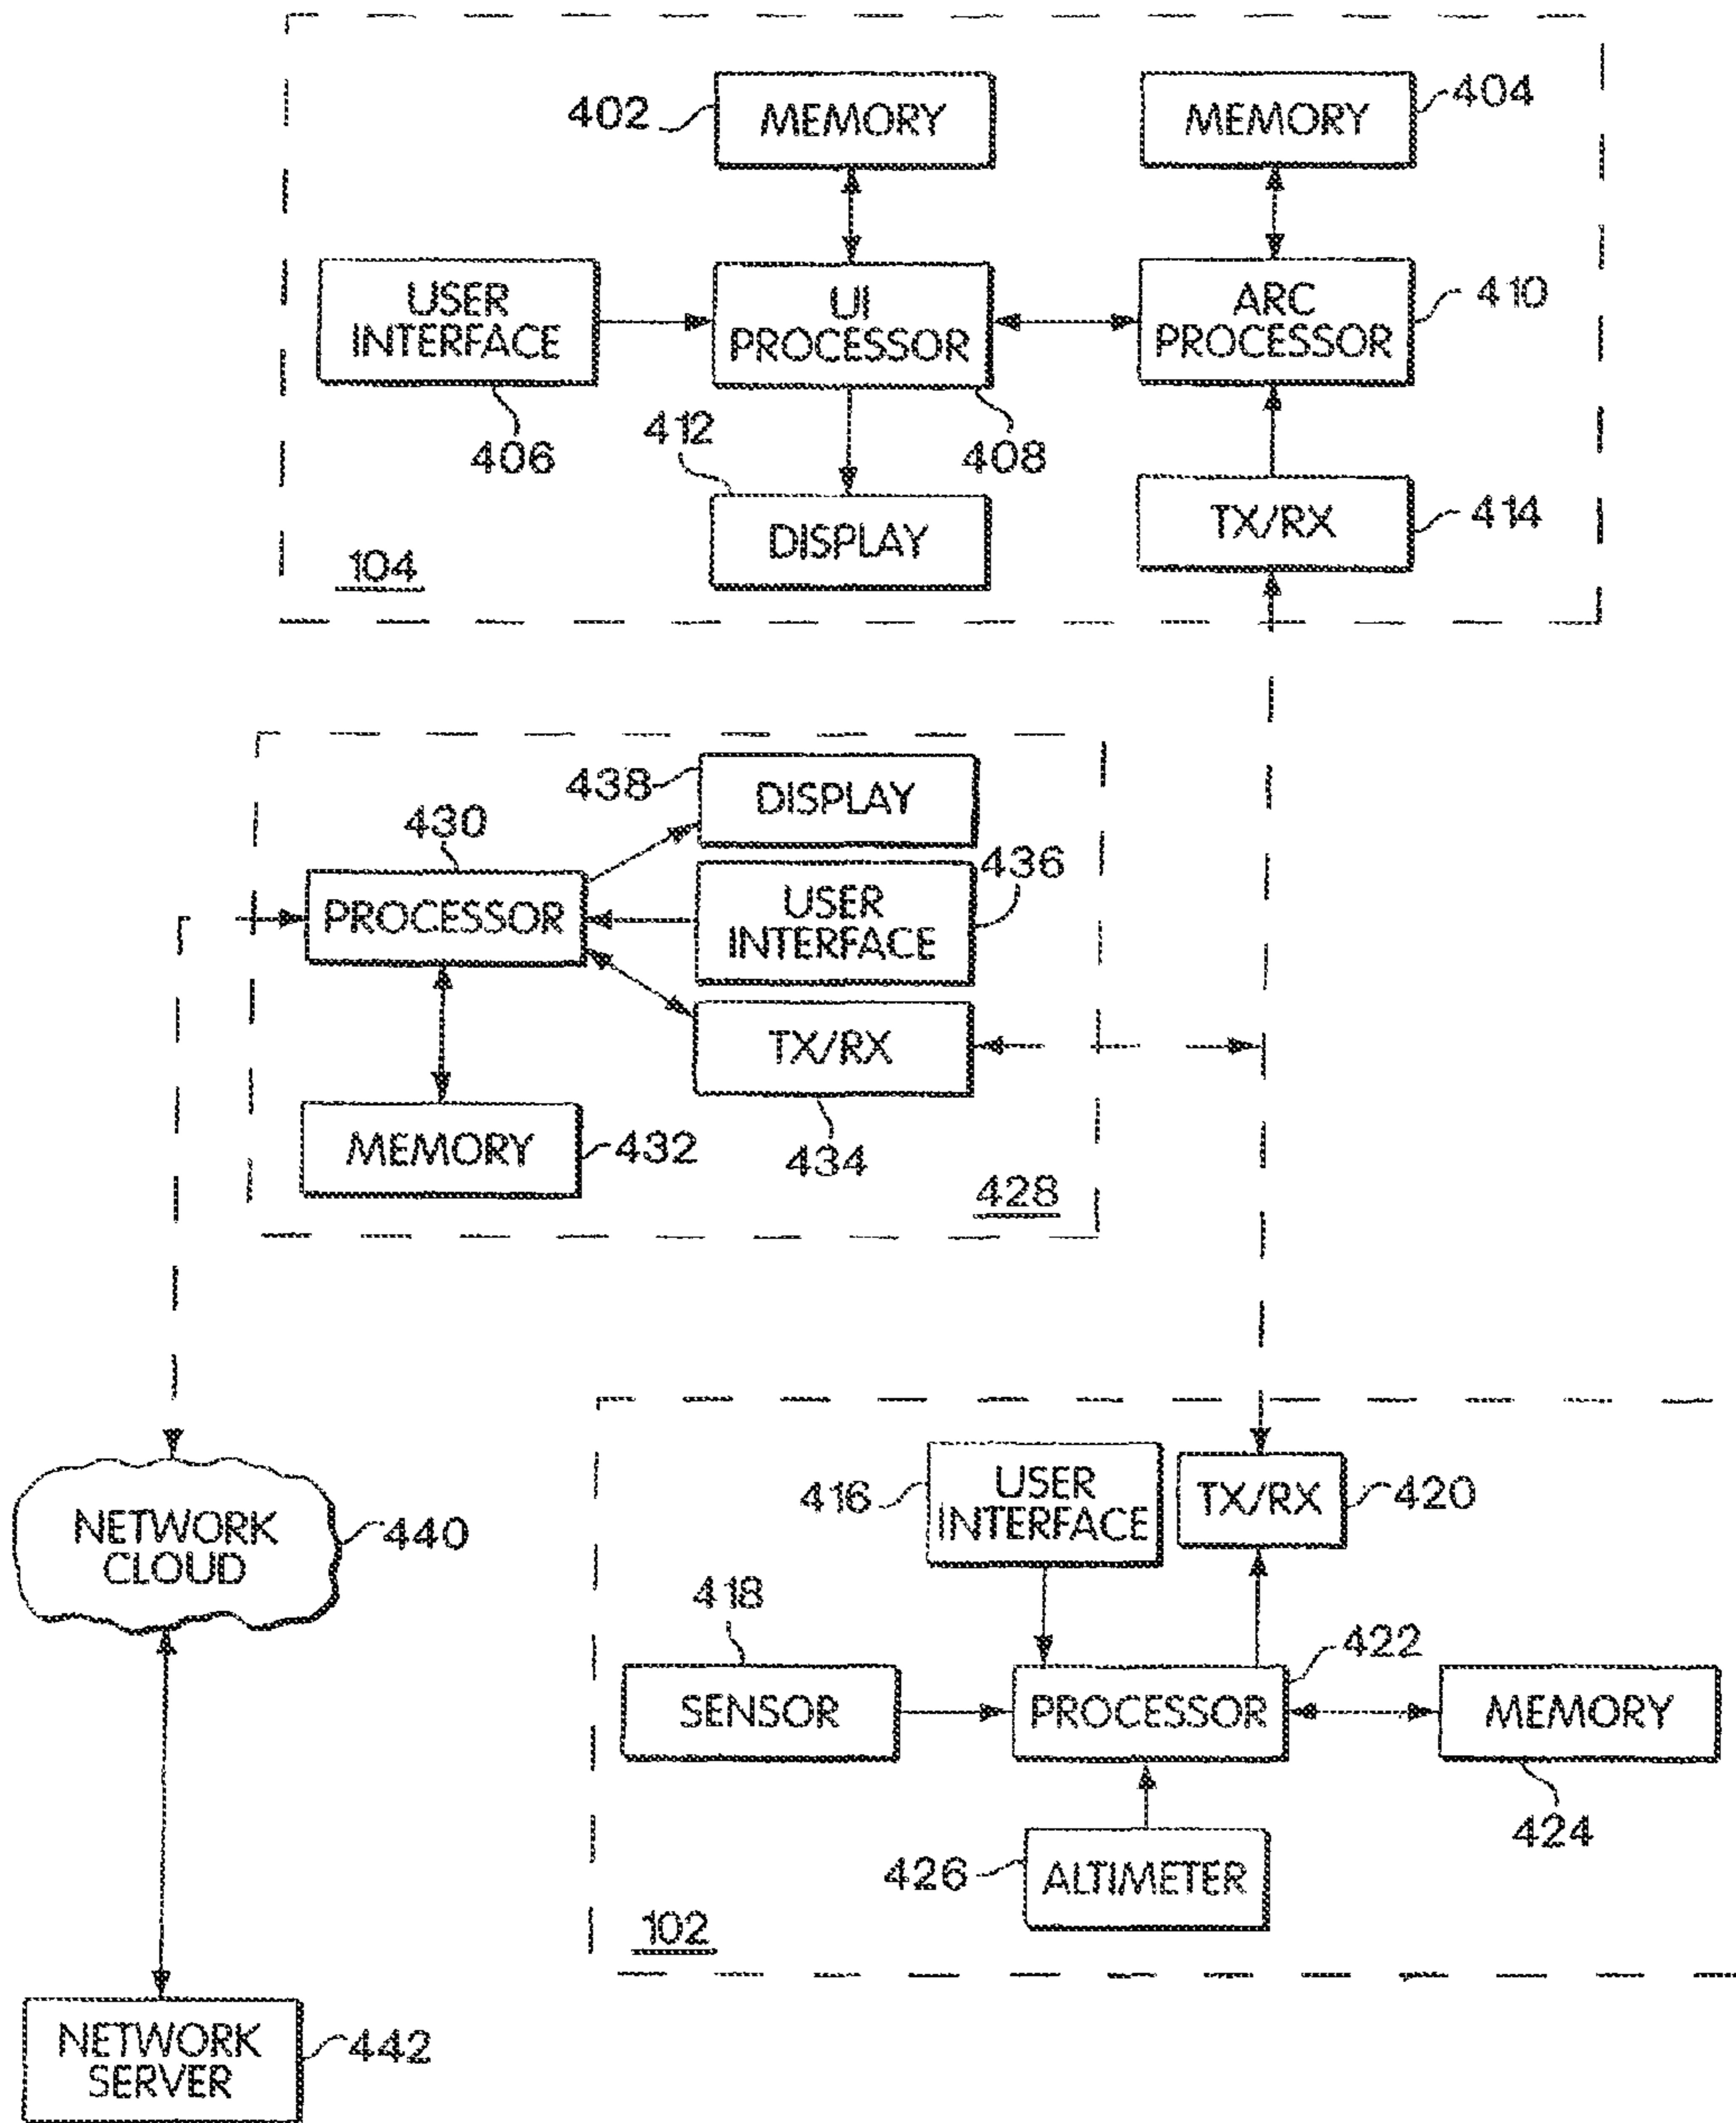 402
MEMORY
MEMORY
404
USER
INTERFACE
UI
PROCESSOR
ARC
PROCESSOR
410
406
412
408
DISPLAY
TX/RX
414
104
438
DISPLAY
430
436
PROCESSOR
USER
INTERFACE
TX/RX
MEMORY
432
434
428
416
USER
INTERFACE
TX/RX
420
NETWORK
CLOUD
440
418
422
SENSOR
PROCESSOR
MEMORY
424
426
ALTIMETER
102
NETWORK
SERVER
442